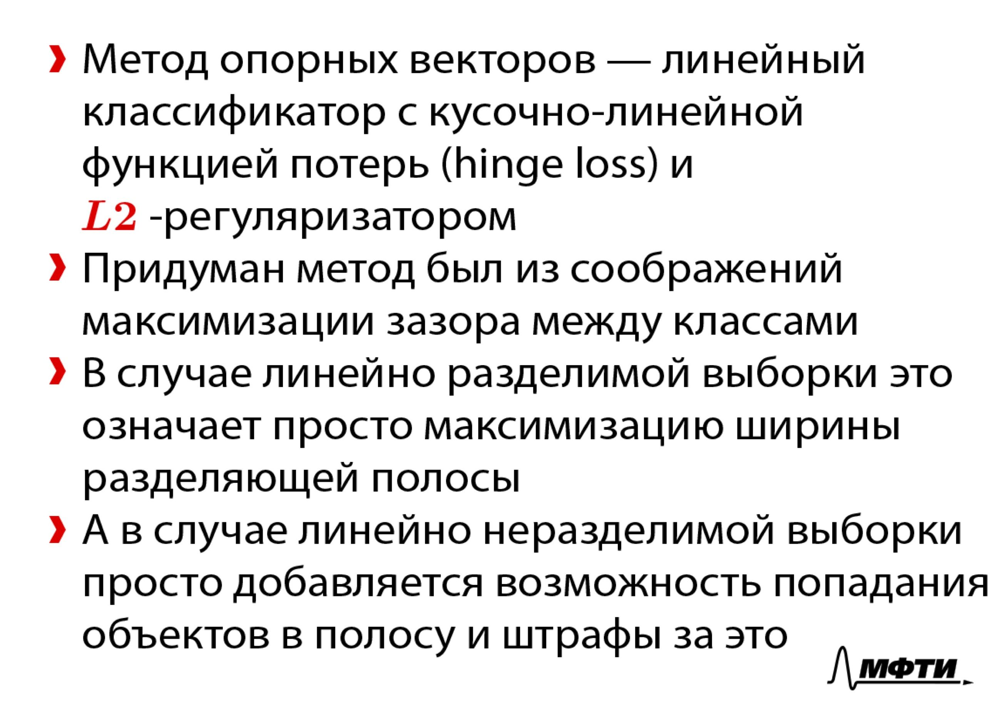 Метод опорных векторов — линейный
классификатор с кусочно-линейной
функцией потерь (hinge loss) и
L2 -регуляризатором
Придуман метод был из соображений
максимизации зазора между классами
В случае линейно разделимой выборки это
означает просто максимизацию ширины
разделяющей полосы
А в случае линейно неразделимой выборки
просто добавляется возможность попадания
объектов в полосу и штрафы за это
МФТИ